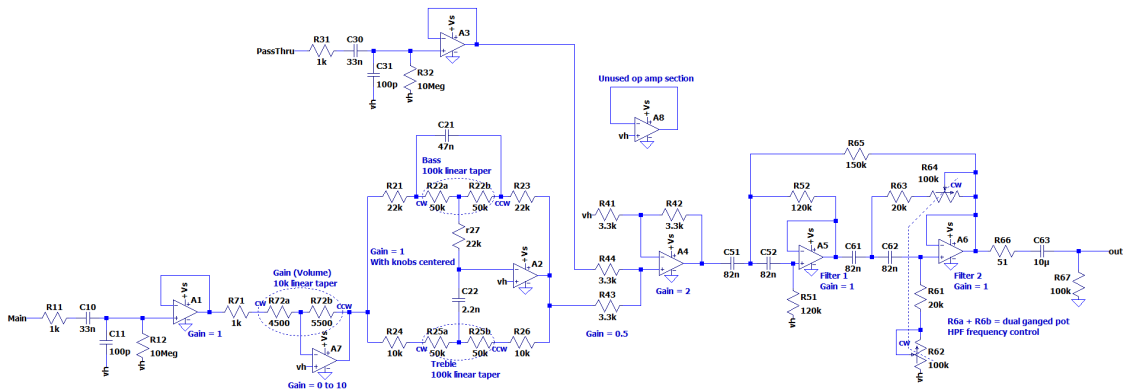 PassThru
R31
1k
C30
33n
C31
100p
vh
R32
10Meg
vh
+Vs
A3
Unused op amp section
+Vs
A8
vh
C21
47n
Bass
100k linear taper
R21
22k
R22a
50k
CW
R22b
50k
CCW
R23
22k
r27
22k
Gain = 1
With knobs centered
+Vs
A2
vh
C22
2.2n
R24
10k
R25a
50k
CW
R25b
50k
CCW
R26
10k
Treble
100k linear taper
Main
R11
1k
C10
33n
C11
100p
vh
R12
10Meg
vh
+Vs
A1
Gain = 1
Gain (Volume)
10k linear taper
R71
1k
CW
R72a
4500
R72b
5500
CCW
+Vs
A7
vh
Gain = 0 to 10
vh
R41
3.3k
R42
3.3k
+Vs
A4
Gain = 2
R44
3.3k
R43
3.3k
Gain = 0.5
C51
82n
C52
82n
R52
120k
R51
120k
vh
+Vs
A5
Filter 1
Gain = 1
R65
150k
R64
100k
CW
R63
20k
C61
82n
C62
82n
+Vs
A6
Filter 2
Gain = 1
R61
20k
CW
R62
100k
vh
R6a + R6b = dual ganged pot
HPF frequency control
R66
51
C63
10µ
R67
100k
out